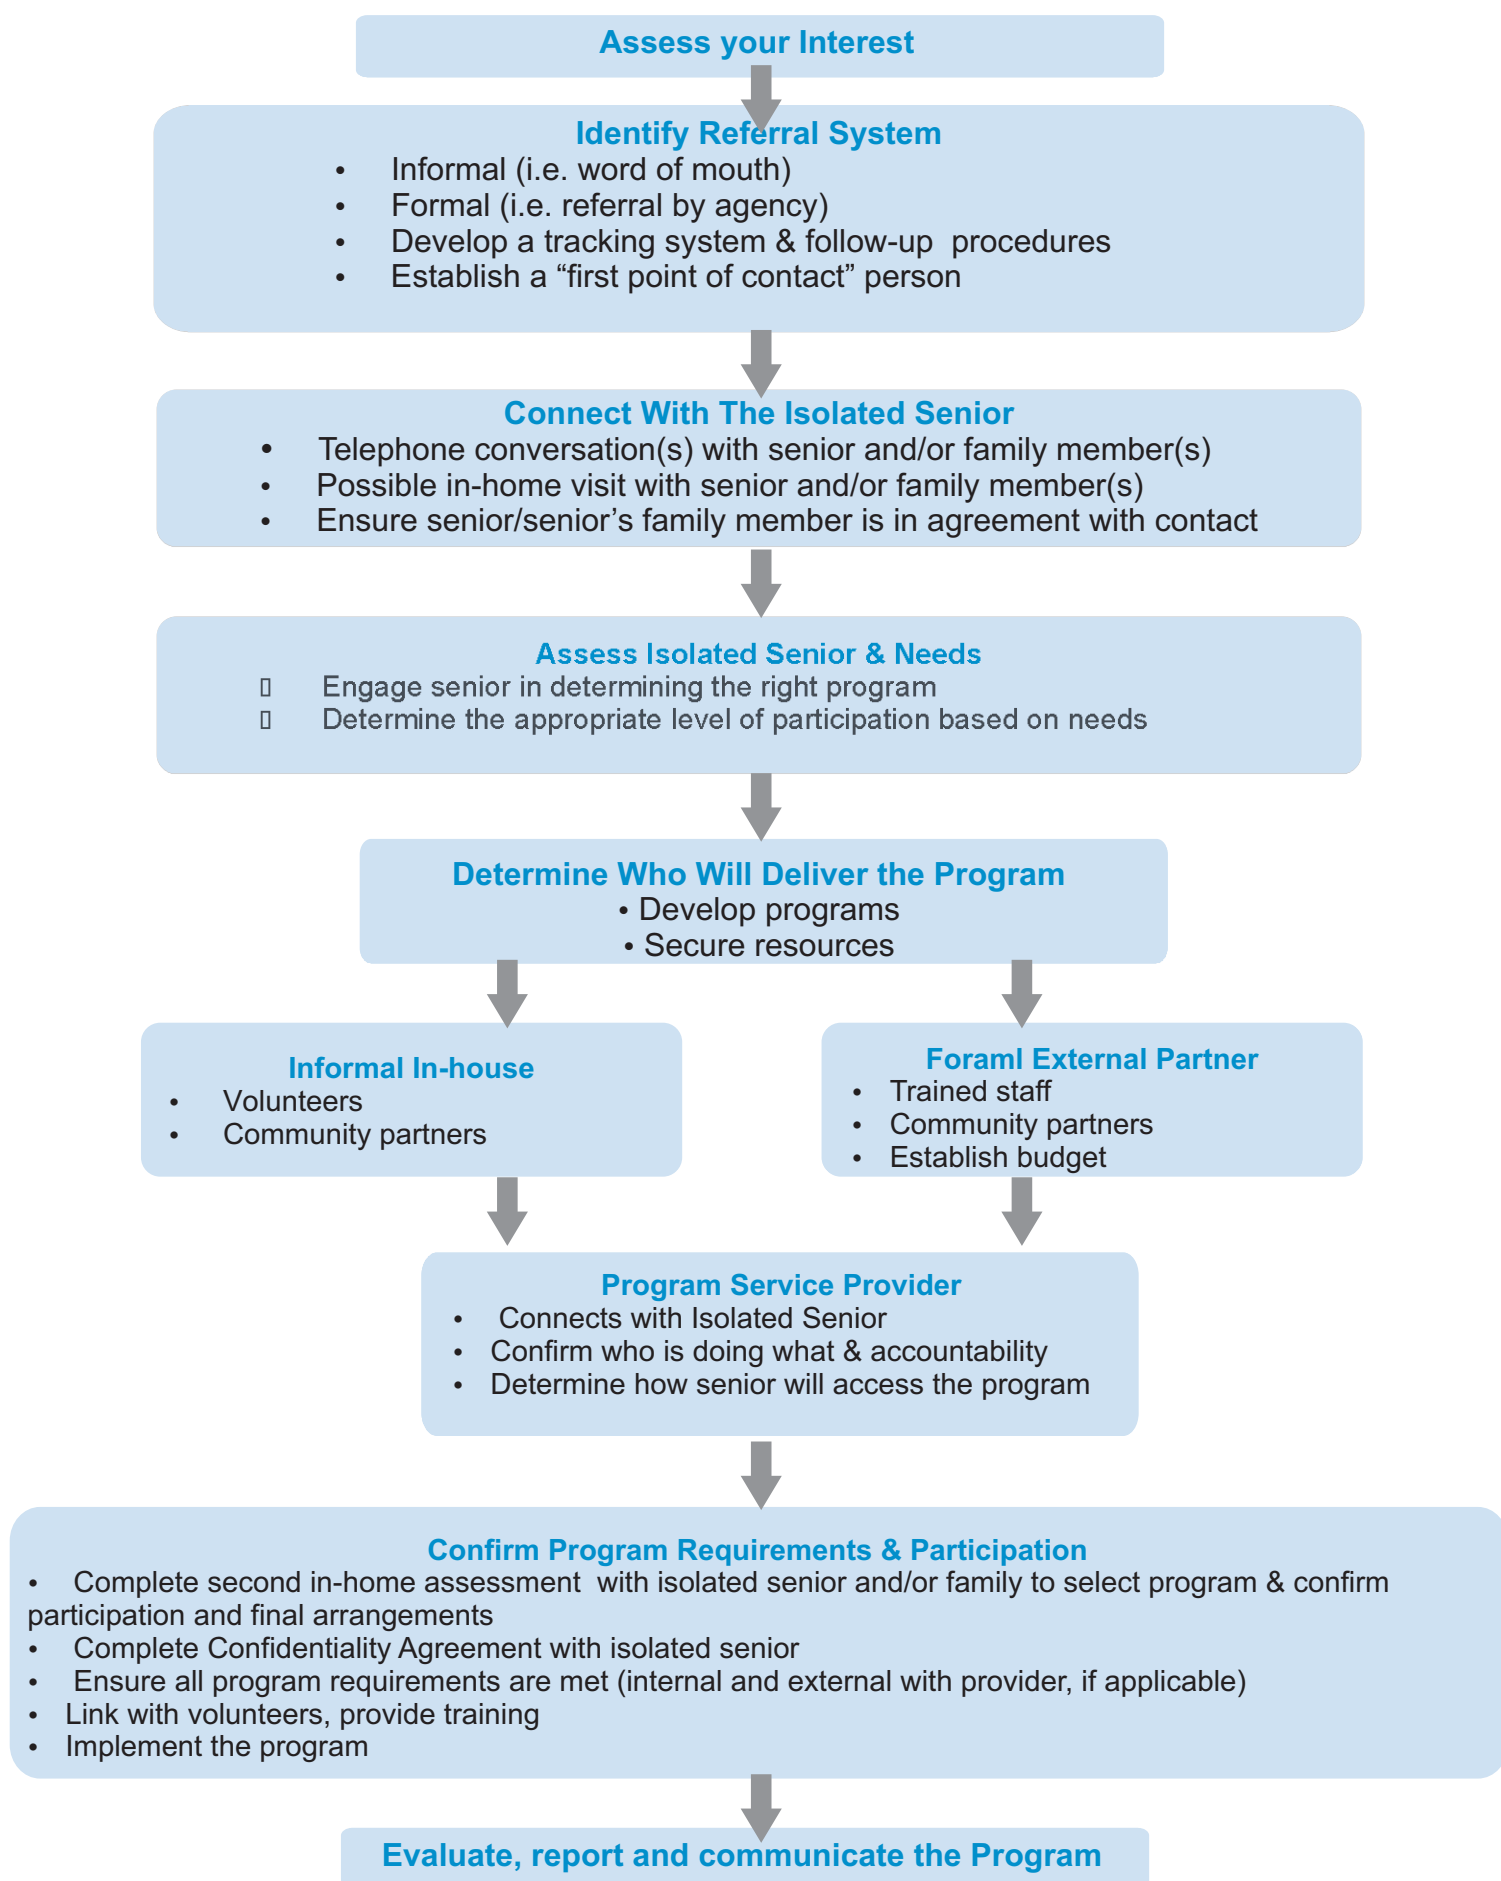 Assess your Interest
Identify Referral System
• Informal (i.e. word of mouth)
• Formal (i.e. referral by agency)
• Develop a tracking system & follow-up procedures
• Establish a “first point of contact” person
Connect With The Isolated Senior
• Telephone conversation(s) with senior and/or family member(s)
• Possible in-home visit with senior and/or family member(s)
• Ensure senior/senior’s family member is in agreement with contact
Assess Isolated Senior & Needs
▯ Engage senior in determining the right program
▯ Determine the appropriate level of participation based on needs
Determine Who Will Deliver the Program
• Develop programs
• Secure resources
Informal In-house
• Volunteers
• Community partners
Foraml External Partner
• Trained staff
• Community partners
• Establish budget
Program Service Provider
• Connects with Isolated Senior
• Confirm who is doing what & accountability
• Determine how senior will access the program
Confirm Program Requirements & Participation
• Complete second in-home assessment with isolated senior and/or family to select program & confirm
participation and final arrangements
• Complete Confidentiality Agreement with isolated senior
• Ensure all program requirements are met (internal and external with provider, if applicable)
• Link with volunteers, provide training
• Implement the program
Evaluate, report and communicate the Program